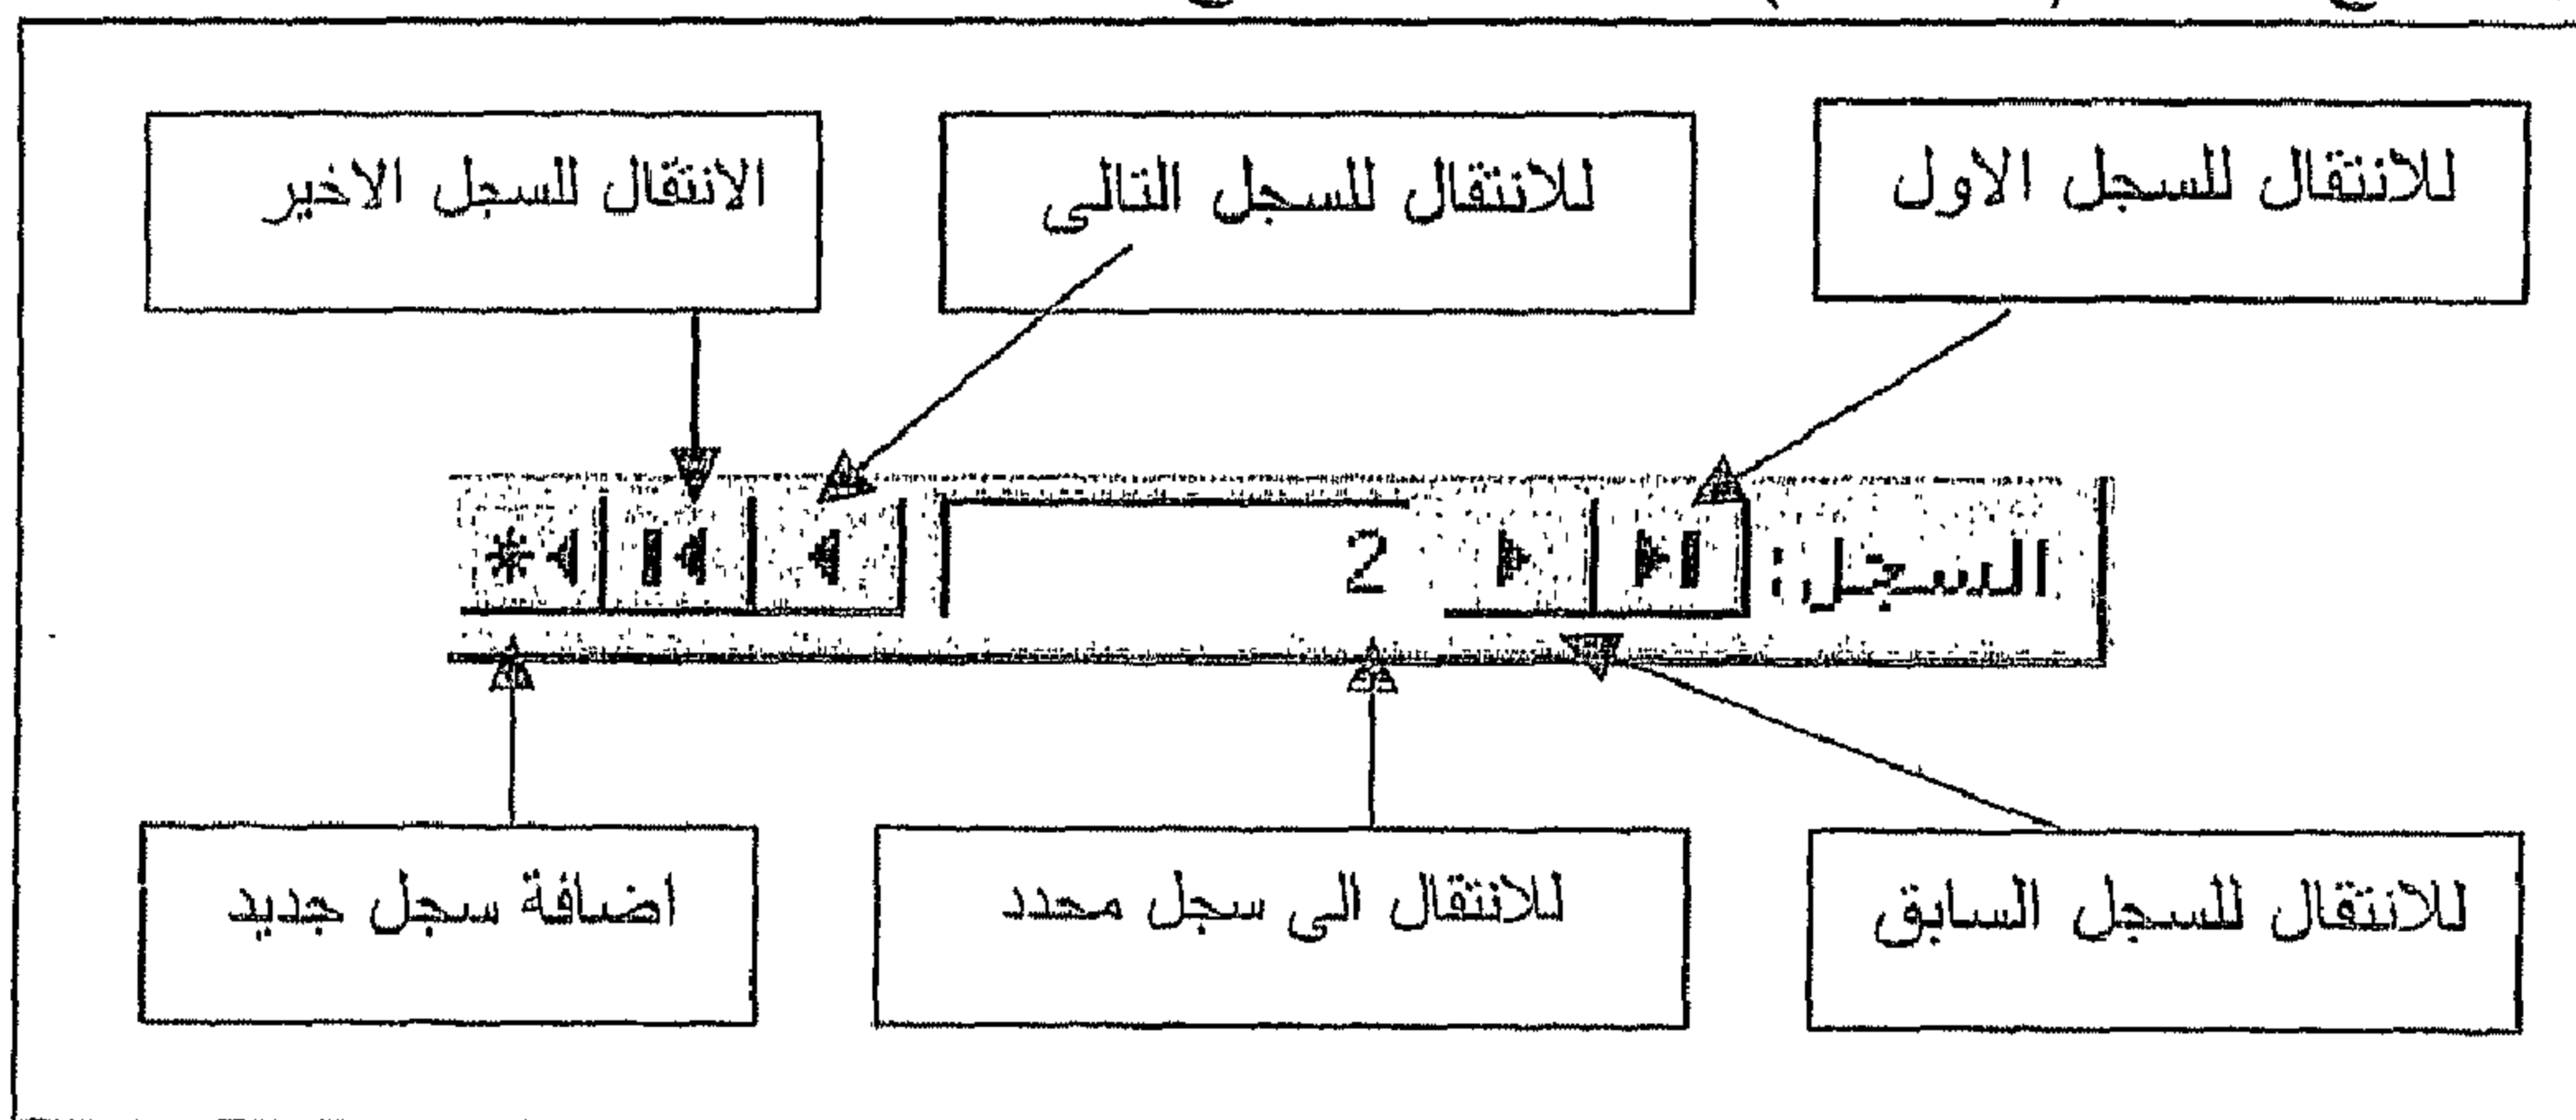 للانتقال للسجل الاول
للانتقال للسجل التالى
الانتقال للسجل الاخير
السجل: 2
للانتقال للسجل السابق
للانتقال الى سجل محدد
اضافة سجل جديد